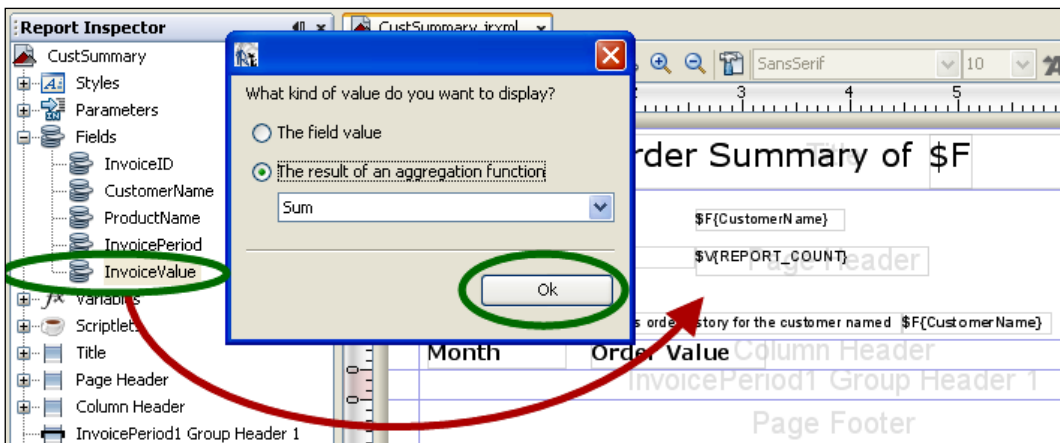 Report Inspector
CustSummary
Styles
Parameters
Fields
InvoiceID
CustomerName
ProductName
InvoicePeriod
InvoiceValue
Variables
Scriptlets
Title
Page Header
Column Header
InvoicePeriod1 Group Header 1
What kind of value do you want to display?
The field value
The result of an aggregation function
Sum
Ok
CustSummary.jrxml
SansSerif
10
3 4 5
rder Summary of $F
Title
$F{CustomerName}
$V{REPORT_COUNT}
Page Header
s order story for the customer named $F{CustomerName}
Month Order Value
Column Header
InvoicePeriod1 Group Header 1
Page Footer